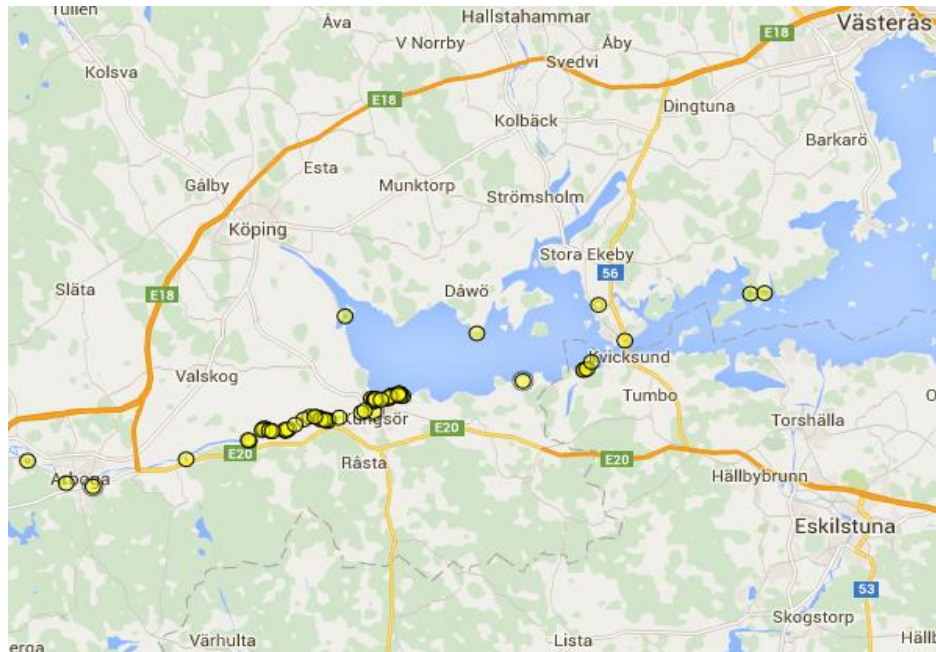 Tullen
Hallstahammar
Åva
Västerås
E18
V Norrby
Åby
Svedvi
Kolsva
E18
Dingtuna
Kolbäck
Barkarö
Esta
Gålby
Munktorp
Strömsholm
Köping
Stora Ekeby
56
Släta
E18
Dåwö
Kvicksund
Valskog
Tumbo
Kungsör
Torshälla
E20
E20
E20
Råsta
Arboga
Hällbybrunn
Eskilstuna
53
Skogstorp
Värhulta
Lista
Hällb
erga